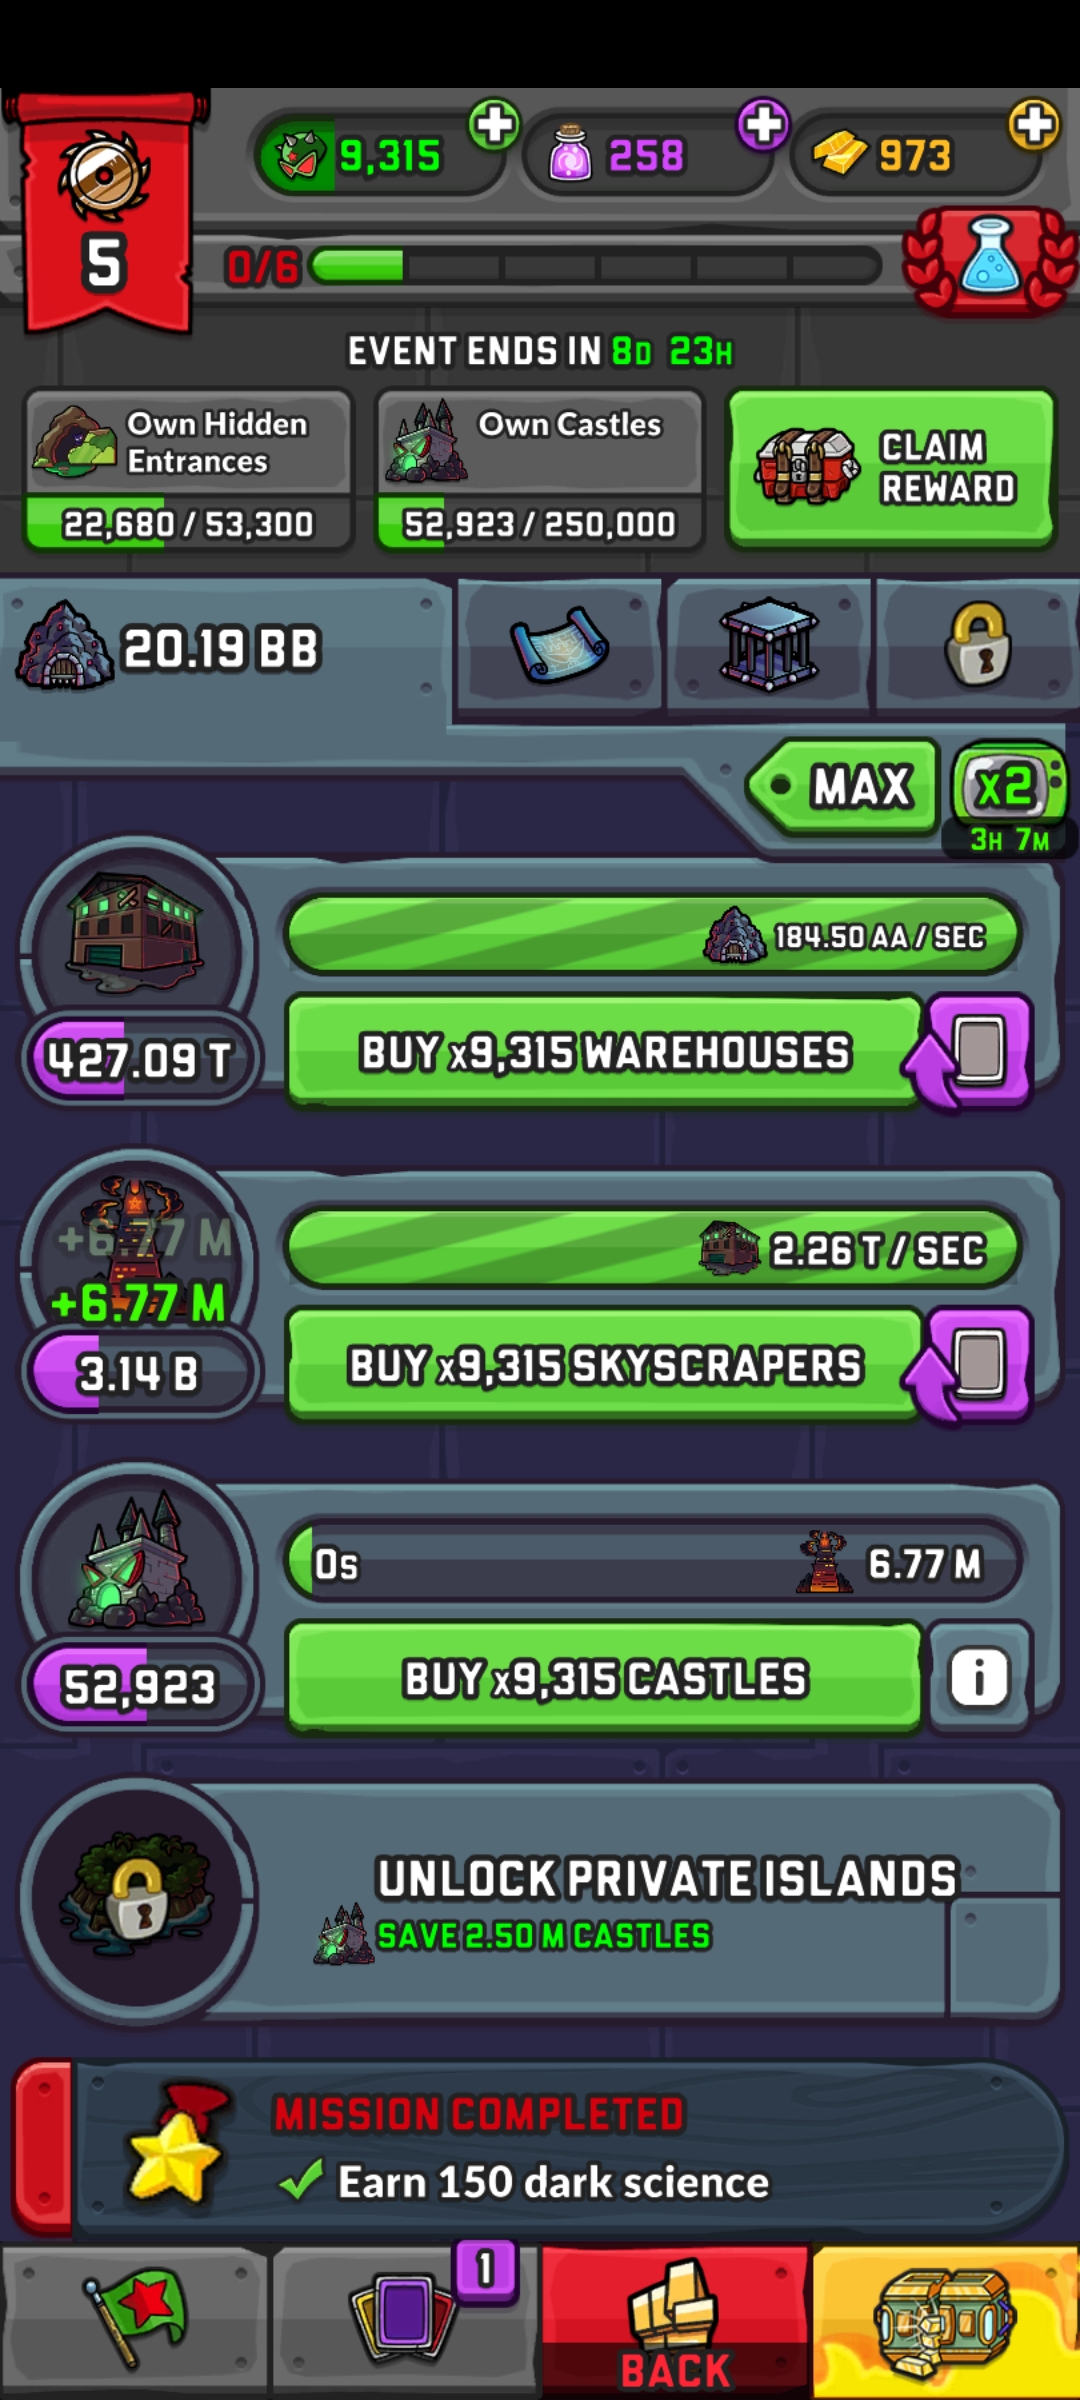 9,315
258
973
5
0/6
EVENT ENDS IN 8D 23H
Own Hidden
Entrances
22,680 / 53,300
Own Castles
52,923 / 250,000
CLAIM
REWARD
20.19 BB
MAX
x2
3H 7M
184.50 AA / SEC
427.09 T
BUY x9,315 WAREHOUSES
+6.77 M
+6.77 M
2.26 T / SEC
3.14 B
BUY x9,315 SKYSCRAPERS
0s
6.77 M
52,923
BUY x9,315 CASTLES
i
UNLOCK PRIVATE ISLANDS
SAVE 2.50 M CASTLES
MISSION COMPLETED
Earn 150 dark science
1
BACK